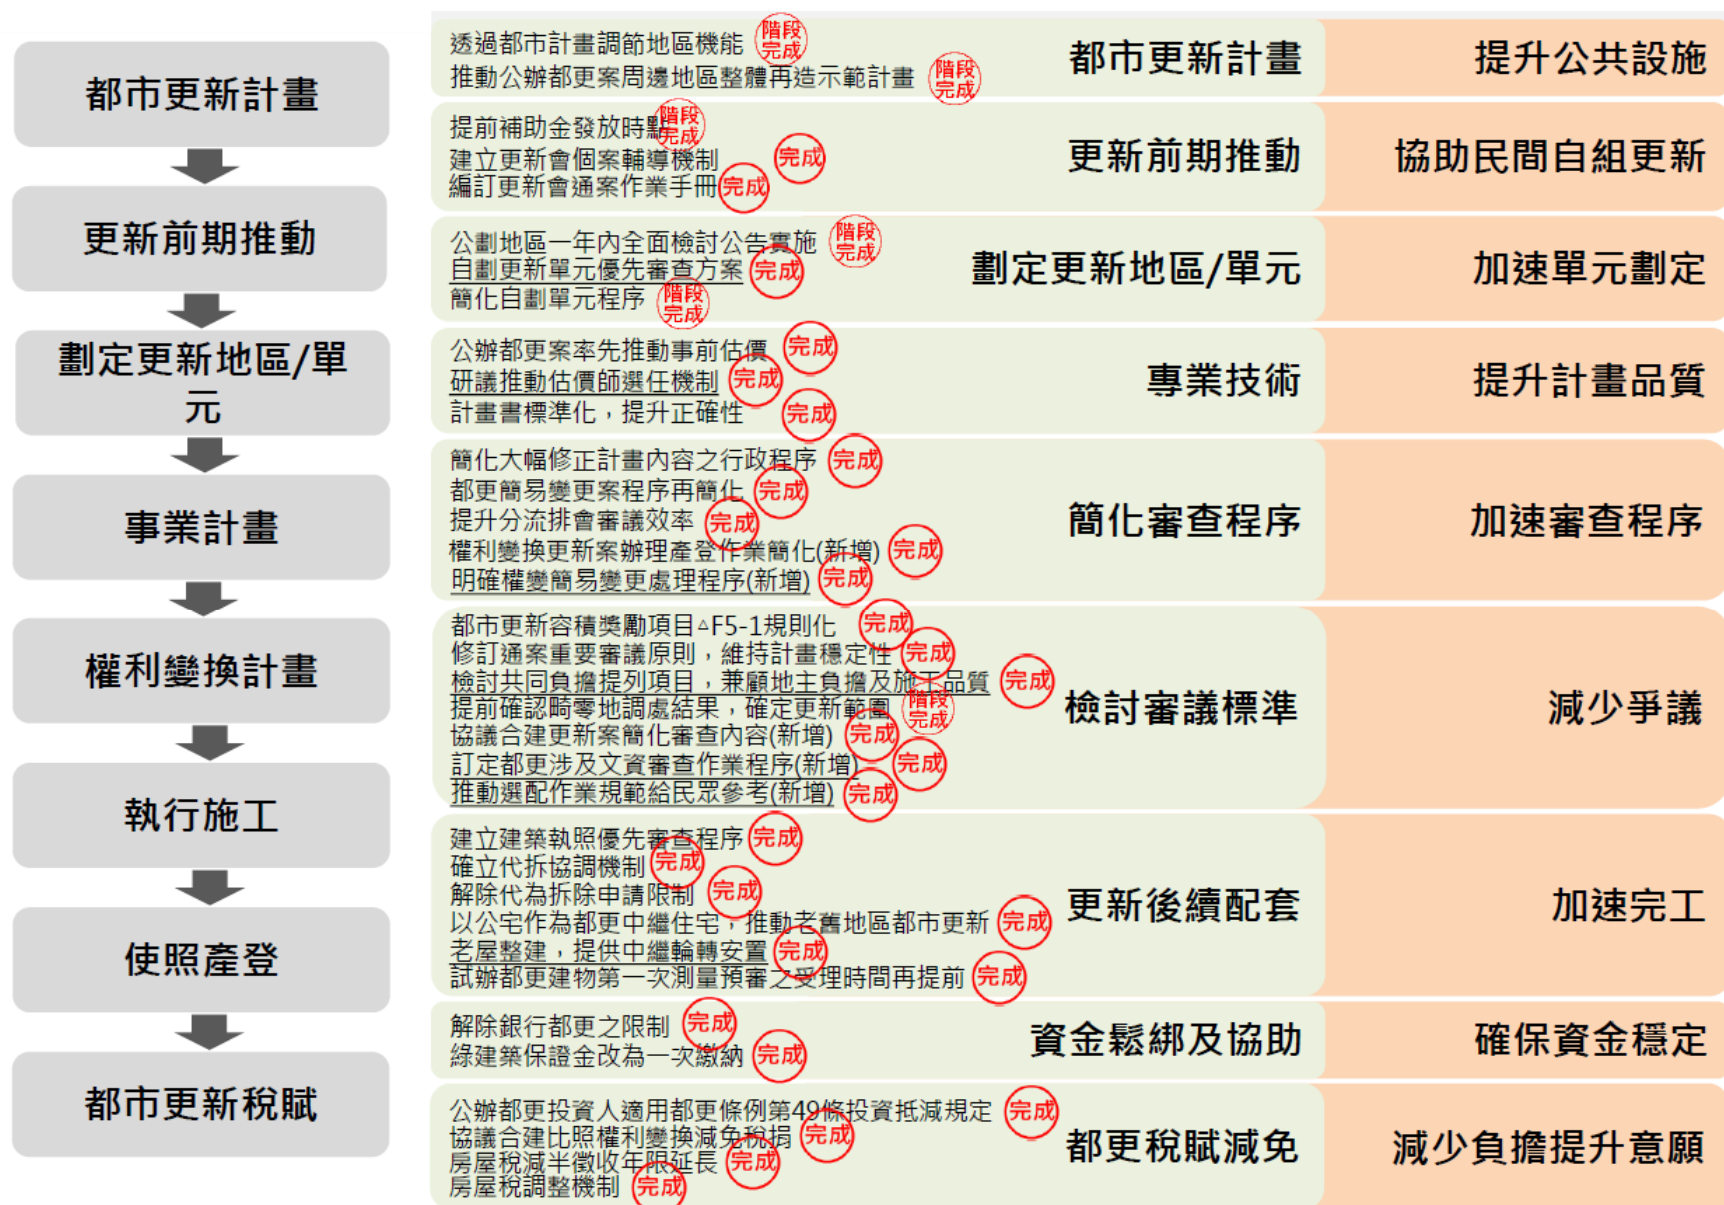 都市更新計畫
更新前期推動
劃定更新地區/單
元
事業計畫
權利變換計畫
執行施工
使照產登
都市更新稅賦
透過都市計畫調節地區機能 階段完成
推動公辦都更案周邊地區整體再造示範計畫 階段完成
都市更新計畫
提升公共設施
提前補助金發放時點 階段完成
建立更新會個案輔導機制 完成
編訂更新會通案作業手冊 完成
更新前期推動
協助民間自組更新
公劃地區一年內全面檢討公告實施 階段完成
自劃更新單元優先審查方案 完成
簡化自劃單元程序 階段完成
劃定更新地區/單元
加速單元劃定
公辦都更案率先推動事前估價 完成
研議推動估價師選任機制 完成
計畫書標準化，提升正確性 完成
專業技術
提升計畫品質
簡化大幅修正計畫內容之行政程序 完成
都更簡易變更案程序再簡化 完成
提升分流排會審議效率 完成
權利變換更新案辦理產登作業簡化(新增) 完成
明確權變簡易變更處理程序(新增) 完成
簡化審查程序
加速審查程序
都市更新容積獎勵項目△F5-1規則化 完成
修訂通案重要審議原則，維持計畫穩定性 完成
檢討共同負擔提列項目，兼顧地主負擔及施工品質 完成
提前確認畸零地調處結果，確定更新範圍 階段完成
協議合建更新案簡化審查內容(新增) 完成
訂定都更涉及文資審查作業程序(新增) 完成
推動選配作業規範給民眾參考(新增) 完成
檢討審議標準
減少爭議
建立建築執照優先審查程序 完成
確立代拆協調機制 完成
解除代為拆除申請限制 完成
以公宅作為都更中繼住宅，推動老舊地區都市更新 完成
老屋整建，提供中繼輪轉安置 完成
試辦都更建物第一次測量預審之受理時間再提前 完成
更新後續配套
加速完工
解除銀行都更之限制 完成
綠建築保證金改為一次繳納 完成
資金鬆綁及協助
確保資金穩定
公辦都更投資人適用都更條例第49條投資抵減規定 完成
協議合建比照權利變換減免稅捐 完成
房屋稅減半徵收年限延長 完成
房屋稅調整機制 完成
都更稅賦減免
減少負擔提升意願